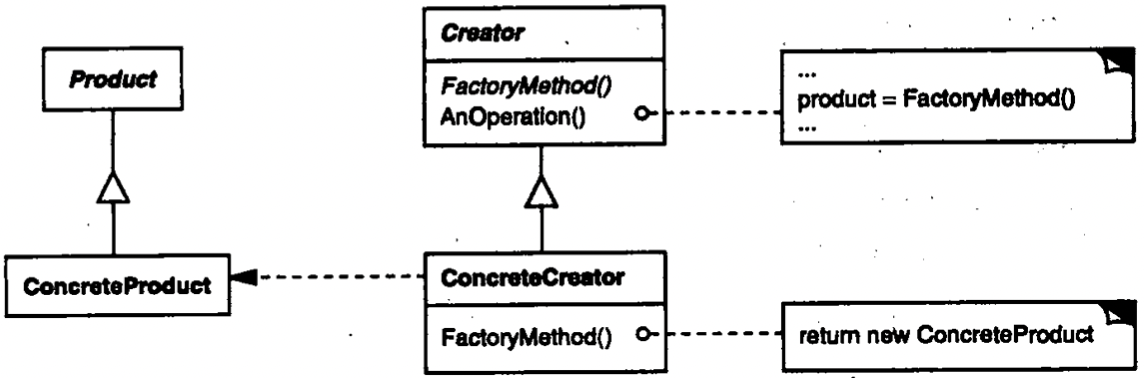 Product
ConcreteProduct
Creator
FactoryMethod()
AnOperation()
...
product = FactoryMethod()
...
ConcreteCreator
FactoryMethod()
return new ConcreteProduct